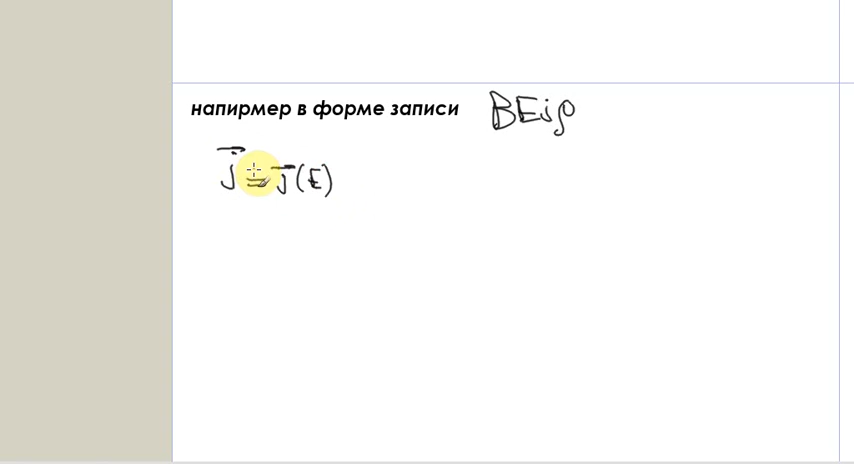 напирмер в форме записи BEjρ
j⃗ = j⃗(E)